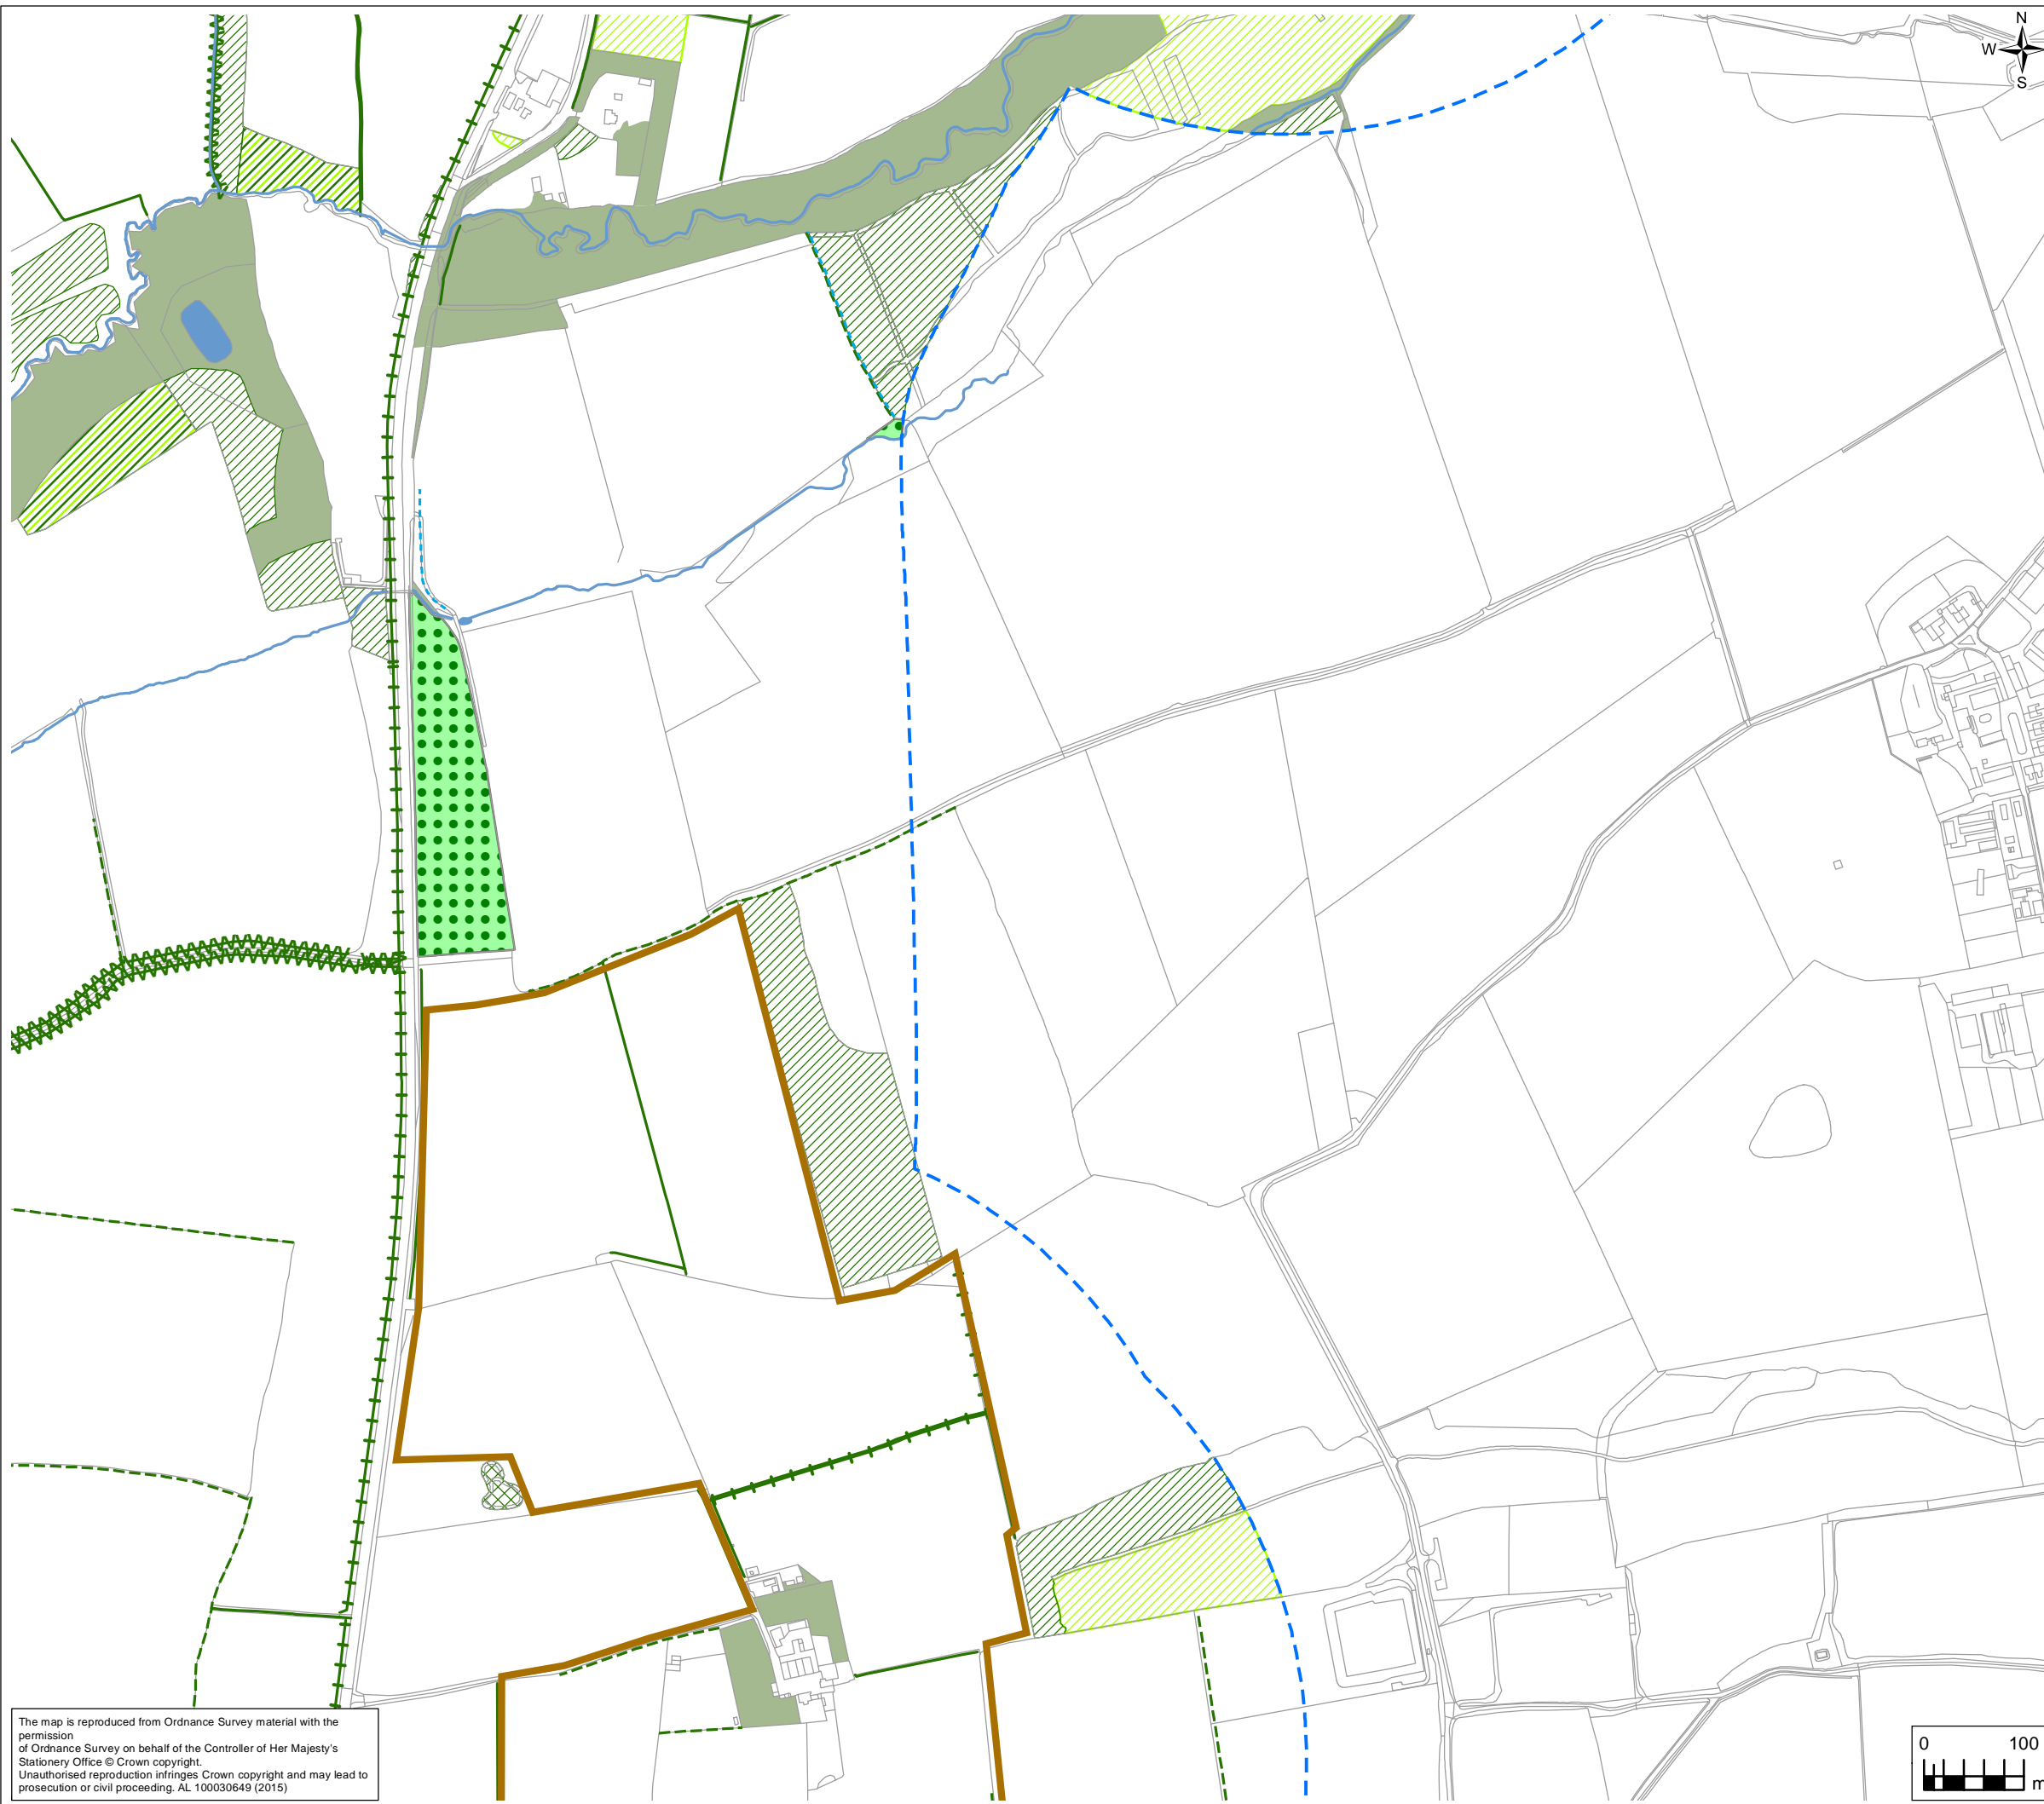 N
W
S
The map is reproduced from Ordnance Survey material with the
permission
of Ordnance Survey on behalf of the Controller of Her Majesty's
Stationery Office © Crown copyright.
Unauthorised reproduction infringes Crown copyright and may lead to
prosecution or civil proceeding. AL 100030649 (2015)
0 100
m